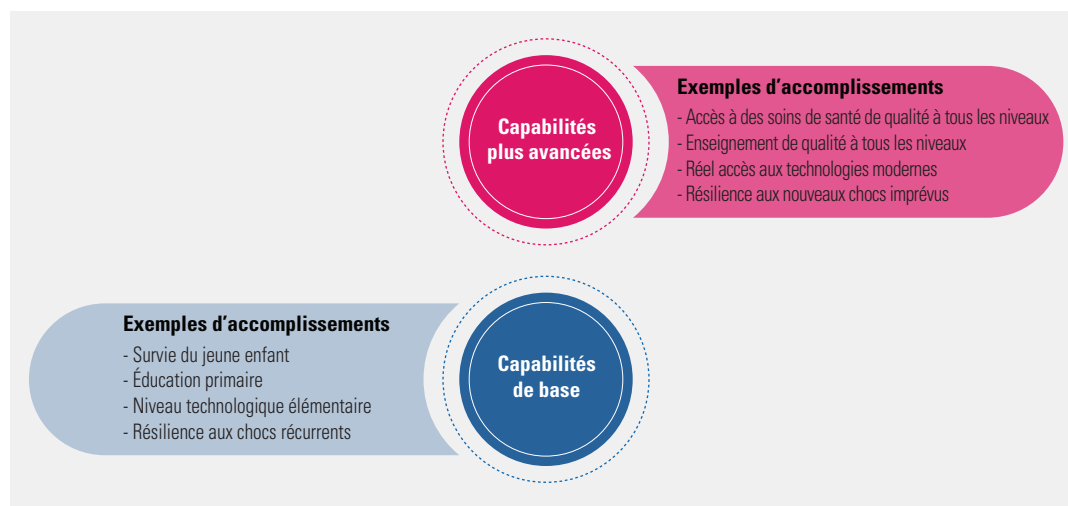 Capabilités
plus avancées
Exemples d'accomplissements
- Accès à des soins de santé de qualité à tous les niveaux
- Enseignement de qualité à tous les niveaux
- Réel accès aux technologies modernes
- Résilience aux nouveaux chocs imprévus
Exemples d'accomplissements
- Survie du jeune enfant
- Éducation primaire
- Niveau technologique élémentaire
- Résilience aux chocs récurrents
Capabilités
de base